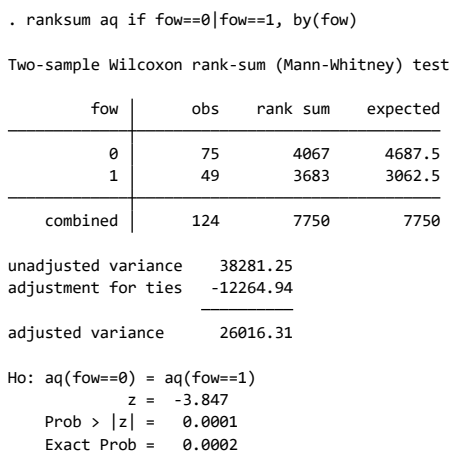 . ranksum aq if fow==0|fow==1, by(fow)
Two-sample Wilcoxon rank-sum (Mann-Whitney) test
fow | obs rank sum expected
0 | 75 4067 4687.5
1 | 49 3683 3062.5
combined | 124 7750 7750
unadjusted variance 38281.25
adjustment for ties -12264.94
adjusted variance 26016.31
Ho: aq(fow==0) = aq(fow==1)
z = -3.847
Prob > |z| = 0.0001
Exact Prob = 0.0002